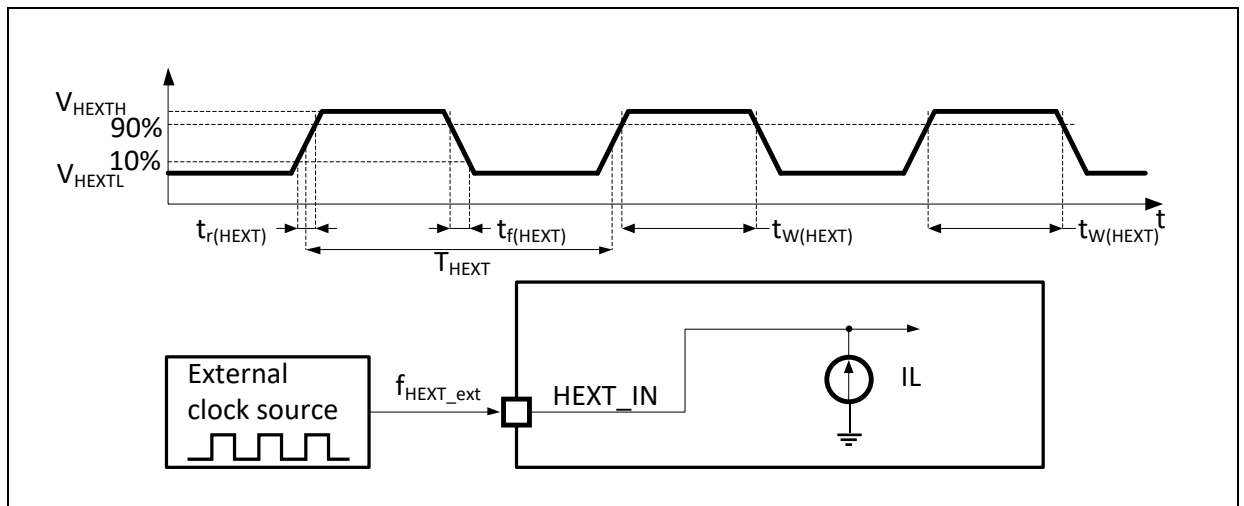 V_HEXTH
90%
10%
V_HEXTL
t
t_r(HEXT)
t_f(HEXT)
t_W(HEXT)
t_W(HEXT)
T_HEXT
External
clock source
f_HEXT_ext
HEXT_IN
IL